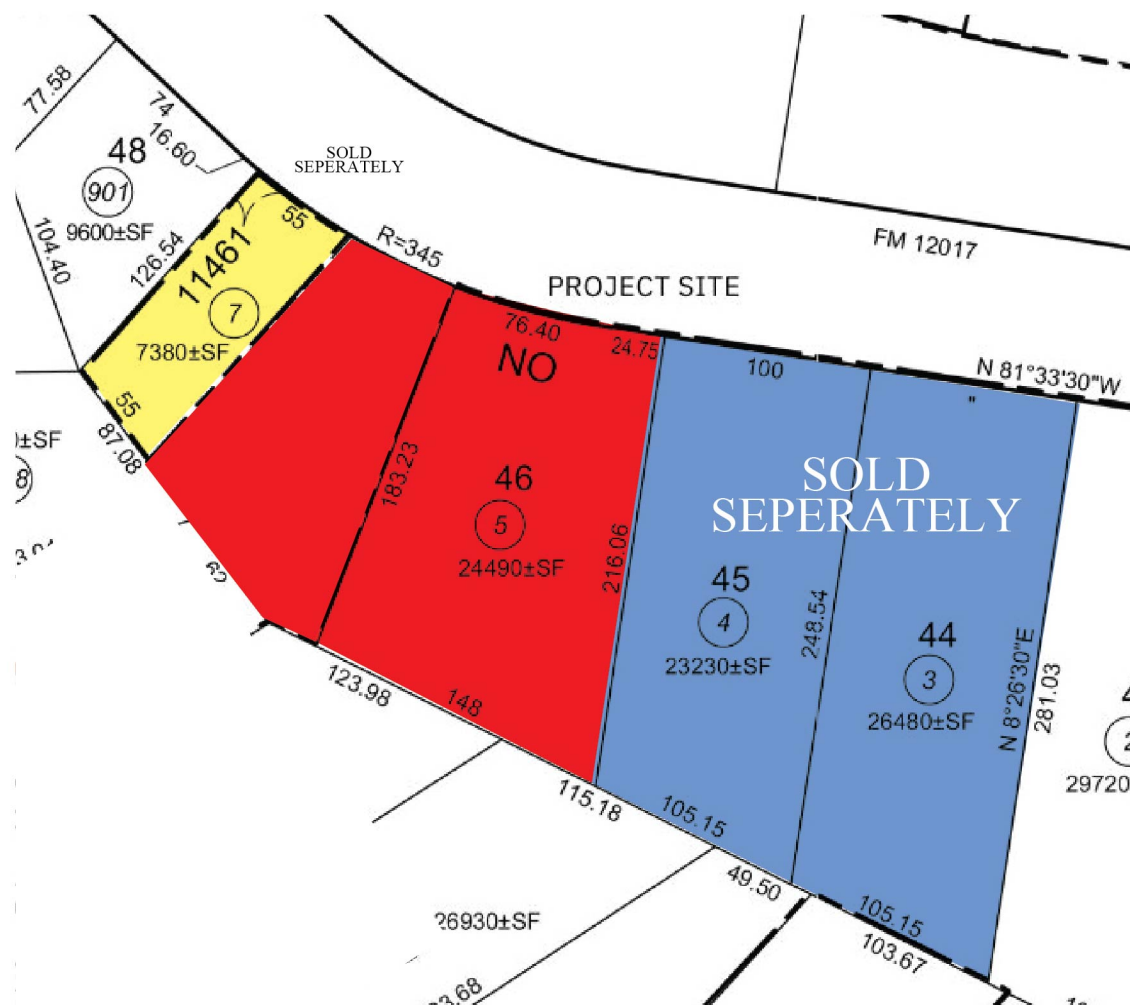 77.58
74
16.60
48
901
9600±SF
104.40
126.54
SOLD
SEPERATELY
55
11461
7
7380±SF
55
87.08
R=345
FM 12017
PROJECT SITE
76.40
24.75
NO
100
N 81°33'30"W
"
183.23
46
5
24490±SF
216.06
SOLD
SEPERATELY
45
4
23230±SF
248.54
44
3
26480±SF
N 8°26'30"E
281.03
29720
±SF
123.98
148
115.18
105.15
49.50
105.15
103.67
26930±SF